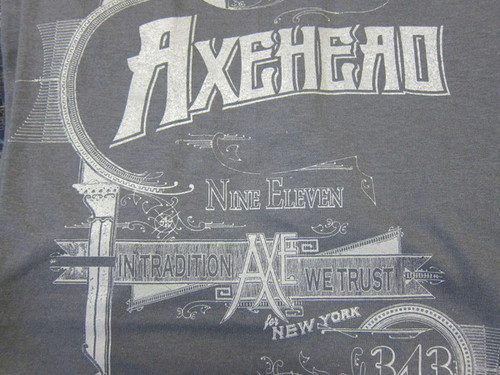 AXEHEAD
NINE ELEVEN
IN TRADITION AXE WE TRUST
for NEW YORK
343